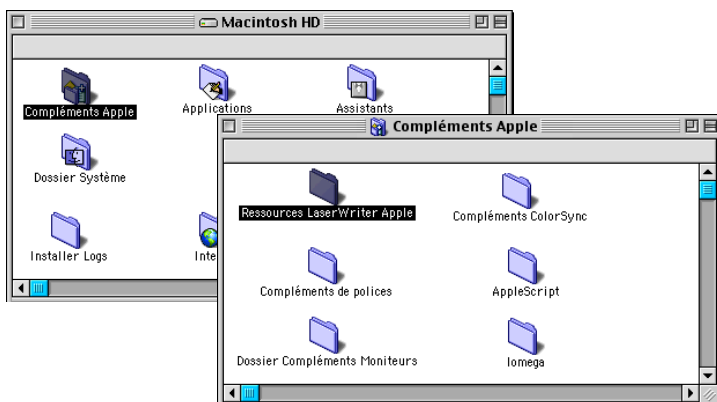 Macintosh HD
Compléments Apple
Applications
Assistants
Dossier Système
Installer Logs
Inte
Compléments Apple
Ressources LaserWriter Apple
Compléments ColorSync
Compléments de polices
AppleScript
Dossier Compléments Moniteurs
Iomega